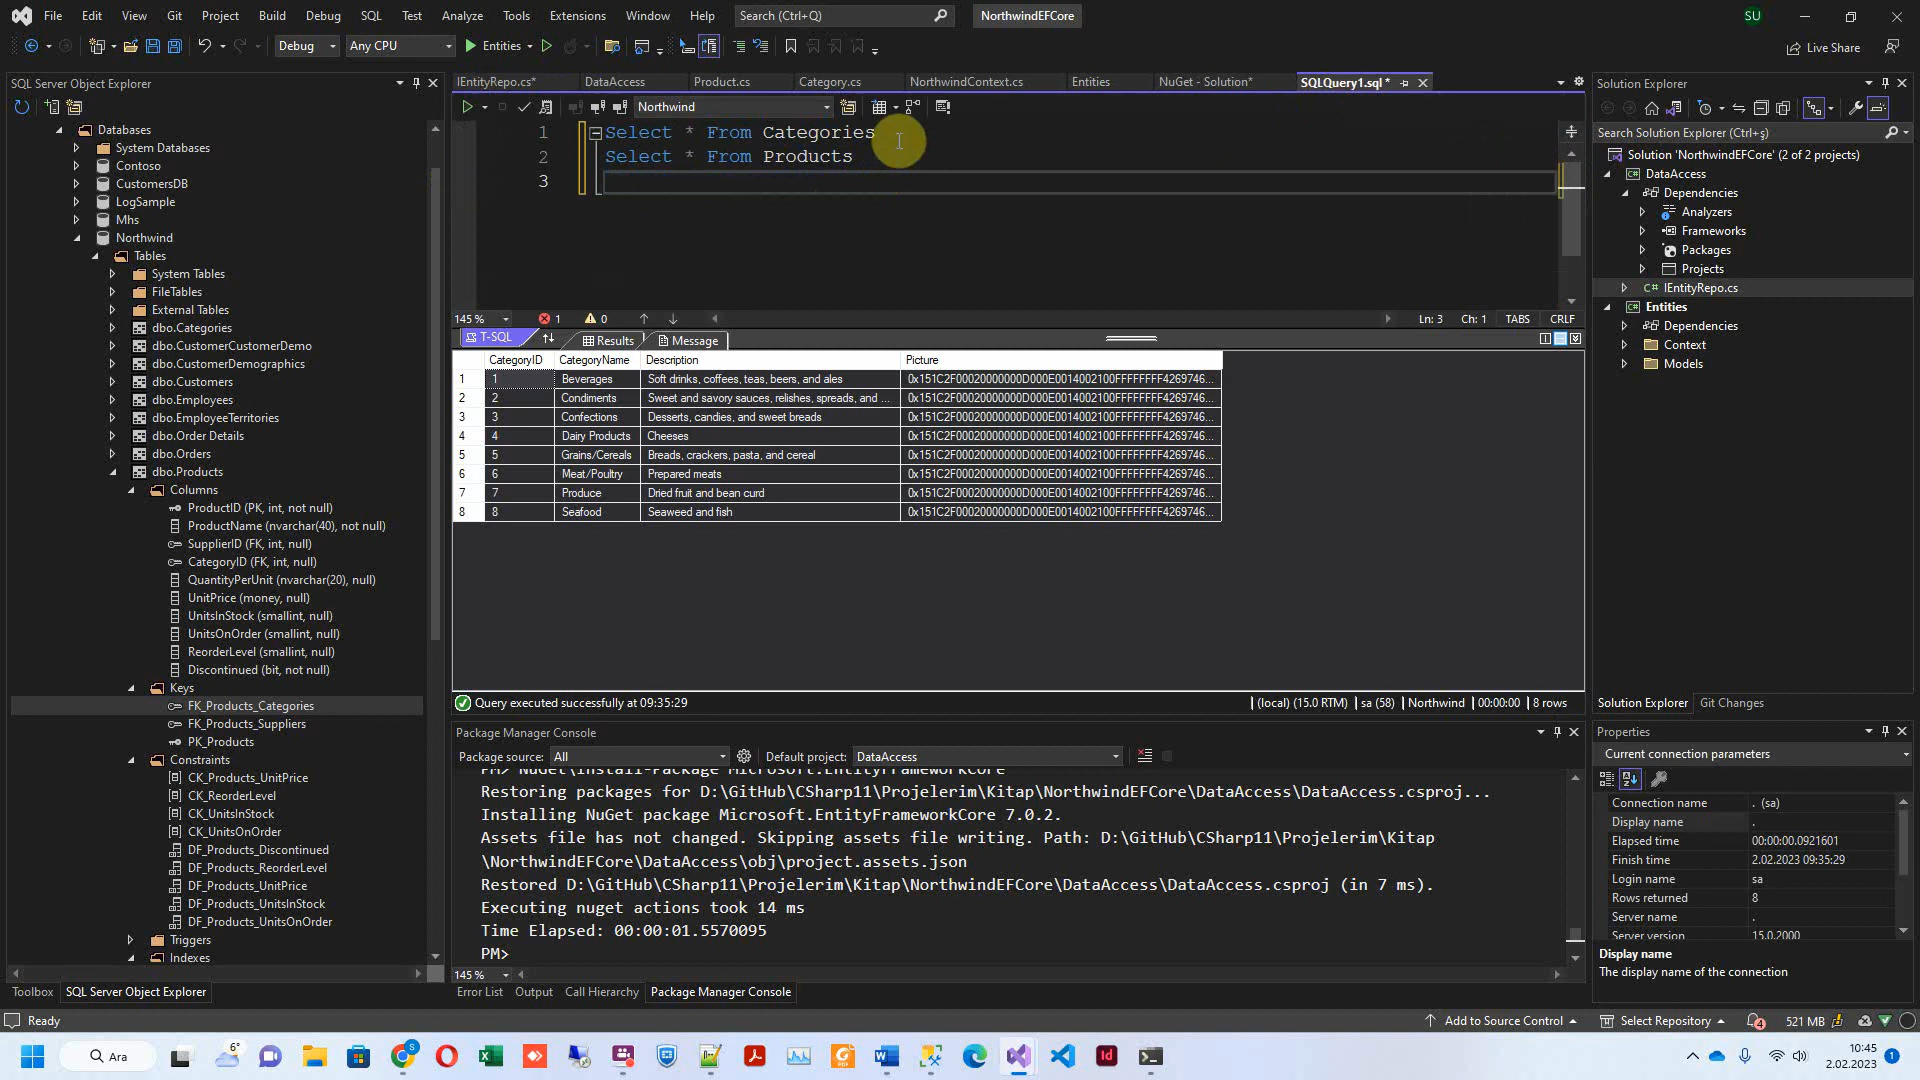 File Edit View Git Project Build Debug SQL Test Analyze Tools Extensions Window Help Search (Ctrl+Q) NorthwindEFCore SU
Debug Any CPU Entities Live Share
SQL Server Object Explorer
Databases
System Databases
Contoso
CustomersDB
LogSample
Mhs
Northwind
Tables
System Tables
FileTables
External Tables
dbo.Categories
dbo.CustomerCustomerDemo
dbo.CustomerDemographics
dbo.Customers
dbo.Employees
dbo.EmployeeTerritories
dbo.Order Details
dbo.Orders
dbo.Products
Columns
ProductID (PK, int, not null)
ProductName (nvarchar(40), not null)
SupplierID (FK, int, null)
CategoryID (FK, int, null)
QuantityPerUnit (nvarchar(20), null)
UnitPrice (money, null)
UnitsInStock (smallint, null)
UnitsOnOrder (smallint, null)
ReorderLevel (smallint, null)
Discontinued (bit, not null)
Keys
FK_Products_Categories
FK_Products_Suppliers
PK_Products
Constraints
CK_Products_UnitPrice
CK_ReorderLevel
CK_UnitsInStock
CK_UnitsOnOrder
DF_Products_Discontinued
DF_Products_ReorderLevel
DF_Products_UnitPrice
DF_Products_UnitsInStock
DF_Products_UnitsOnOrder
Triggers
Indexes
Toolbox SQL Server Object Explorer
IEntityRepo.cs* DataAccess Product.cs Category.cs NorthwindContext.cs Entities NuGet - Solution* SQLQuery1.sql *
Northwind
1 Select * From Categories
2 Select * From Products
3
145 % 1 0 Ln: 3 Ch: 1 TABS CRLF
T-SQL Results Message
CategoryID CategoryName Description Picture
1 1 Beverages Soft drinks, coffees, teas, beers, and ales 0x151C2F00020000000D000E0014002100FFFFFFFF4269746...
2 2 Condiments Sweet and savory sauces, relishes, spreads, and ... 0x151C2F00020000000D000E0014002100FFFFFFFF4269746...
3 3 Confections Desserts, candies, and sweet breads 0x151C2F00020000000D000E0014002100FFFFFFFF4269746...
4 4 Dairy Products Cheeses 0x151C2F00020000000D000E0014002100FFFFFFFF4269746...
5 5 Grains/Cereals Breads, crackers, pasta, and cereal 0x151C2F00020000000D000E0014002100FFFFFFFF4269746...
6 6 Meat/Poultry Prepared meats 0x151C2F00020000000D000E0014002100FFFFFFFF4269746...
7 7 Produce Dried fruit and bean curd 0x151C2F00020000000D000E0014002100FFFFFFFF4269746...
8 8 Seafood Seaweed and fish 0x151C2F00020000000D000E0014002100FFFFFFFF4269746...
Query executed successfully at 09:35:29 (local) (15.0 RTM) sa (58) Northwind 00:00:00 8 rows
Package Manager Console
Package source: All Default project: DataAccess
PM> NuGet\Install-Package Microsoft.EntityFrameworkCore
Restoring packages for D:\GitHub\CSharp11\Projelerim\Kitap\NorthwindEFCore\DataAccess\DataAccess.csproj...
Installing NuGet package Microsoft.EntityFrameworkCore 7.0.2.
Assets file has not changed. Skipping assets file writing. Path: D:\GitHub\CSharp11\Projelerim\Kitap
\NorthwindEFCore\DataAccess\obj\project.assets.json
Restored D:\GitHub\CSharp11\Projelerim\Kitap\NorthwindEFCore\DataAccess\DataAccess.csproj (in 7 ms).
Executing nuget actions took 14 ms
Time Elapsed: 00:00:01.5570095
PM>
145 %
Error List Output Call Hierarchy Package Manager Console
Solution Explorer
Search Solution Explorer (Ctrl+ş)
Solution 'NorthwindEFCore' (2 of 2 projects)
DataAccess
Dependencies
Analyzers
Frameworks
Packages
Projects
C# IEntityRepo.cs
Entities
Dependencies
Context
Models
Solution Explorer Git Changes
Properties
Current connection parameters
Connection name . (sa)
Display name .
Elapsed time 00:00:00.0921601
Finish time 2.02.2023 09:35:29
Login name sa
Rows returned 8
Server name .
Server version 15.0.2000
Display name
The display name of the connection
Ready Add to Source Control Select Repository 4 521 MB
6° Ara 10:45
2.02.2023 1